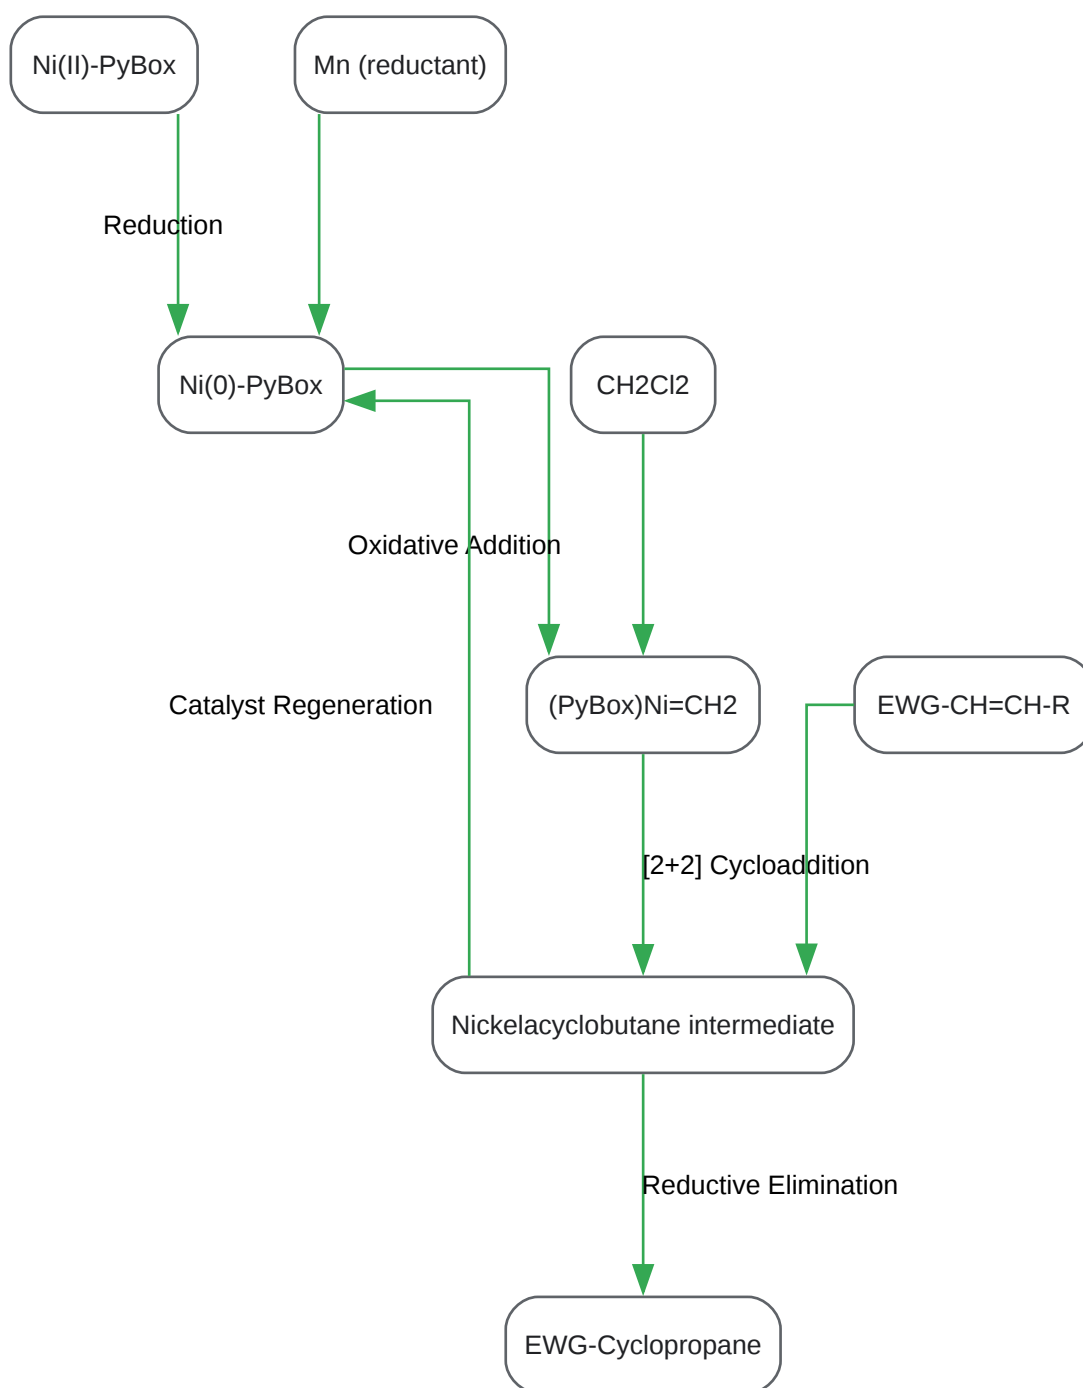 Ni(II)-PyBox
Mn (reductant)
Reduction
Ni(0)-PyBox
CH2Cl2
Oxidative Addition
Catalyst Regeneration
(PyBox)Ni=CH2
EWG-CH=CH-R
[2+2] Cycloaddition
Nickelacyclobutane intermediate
Reductive Elimination
EWG-Cyclopropane